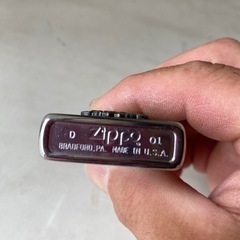 D Zippo 01
BRADFORD, PA. MADE IN U.S.A.